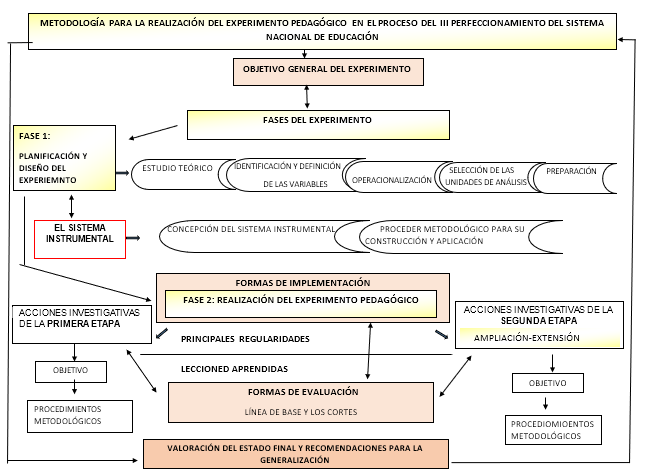 METODOLOGÍA PARA LA REALIZACIÓN DEL EXPERIMENTO PEDAGÓGICO EN EL PROCESO DEL III PERFECCIONAMIENTO DEL SISTEMA
NACIONAL DE EDUCACIÓN
OBJETIVO GENERAL DEL EXPERIMENTO
FASES DEL EXPERIMENTO
FASE 1:
PLANIFICACIÓN Y
DISEÑO DEL
EXPERIEMNTO
ESTUDIO TEÓRICO
IDENTIFICACIÓN Y DEFINICIÓN
DE LAS VARIABLES
OPERACIONALIZACIÓN
SELECCIÓN DE LAS
UNIDADES DE ANÁLISIS
PREPARACIÓN
EL SISTEMA
INSTRUMENTAL
CONCEPCIÓN DEL SISTEMA INSTRUMENTAL
PROCEDER METODOLÓGICO PARA SU
CONSTRUCCIÓN Y APLICACIÓN
FORMAS DE IMPLEMENTACIÓN
FASE 2: REALIZACIÓN DEL EXPERIMENTO PEDAGÓGICO
ACCIONES INVESTIGATIVAS
DE LA PRIMERA ETAPA
ACCIONES INVESTIGATIVAS DE LA
SEGUNDA ETAPA
AMPLIACIÓN-EXTENSIÓN
PRINCIPALES REGULARIDADES
LECCIONED APRENDIDAS
OBJETIVO
PROCEDIMIENTOS
METODOLÓGICOS
FORMAS DE EVALUACIÓN
LÍNEA DE BASE Y LOS CORTES
OBJETIVO
PROCEDIOMIOENTOS
METODOLÓGICOS
VALORACIÓN DEL ESTADO FINAL Y RECOMENDACIONES PARA LA
GENERALIZACIÓN